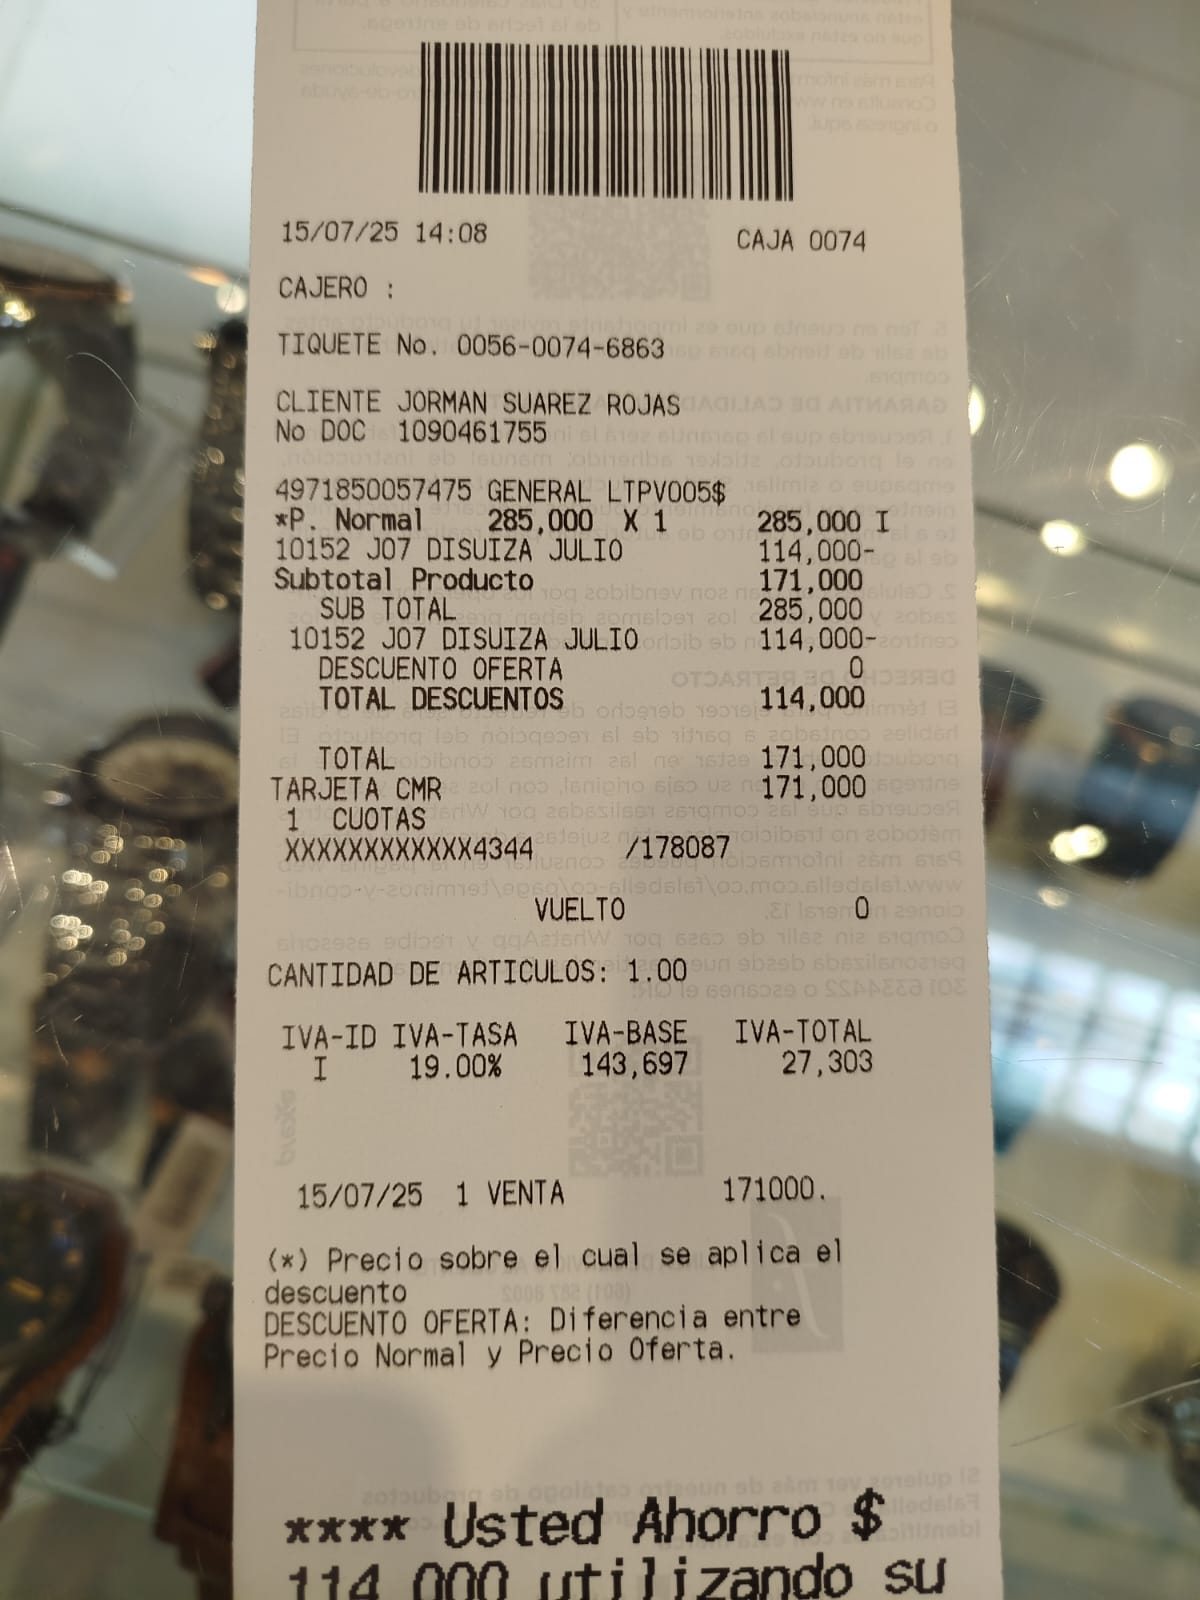 15/07/25 14:08 CAJA 0074
CAJERO :
TIQUETE No. 0056-0074-6863
CLIENTE JORMAN SUAREZ ROJAS
No DOC 1090461755
4971850057475 GENERAL LTPV005$
*P. Normal 285,000 X 1 285,000 I
10152 J07 DISUIZA JULIO 114,000-
Subtotal Producto 171,000
SUB TOTAL 285,000
10152 J07 DISUIZA JULIO 114,000-
DESCUENTO OFERTA 0
TOTAL DESCUENTOS 114,000
TOTAL 171,000
TARJETA CMR 171,000
1 CUOTAS
XXXXXXXXXXXX4344 /178087
VUELTO 0
CANTIDAD DE ARTICULOS: 1.00
IVA-ID IVA-TASA IVA-BASE IVA-TOTAL
I 19.00% 143,697 27,303
15/07/25 1 VENTA 171000.
(*) Precio sobre el cual se aplica el
descuento
DESCUENTO OFERTA: Diferencia entre
Precio Normal y Precio Oferta.
**** Usted Ahorro $
114,000 utilizando su